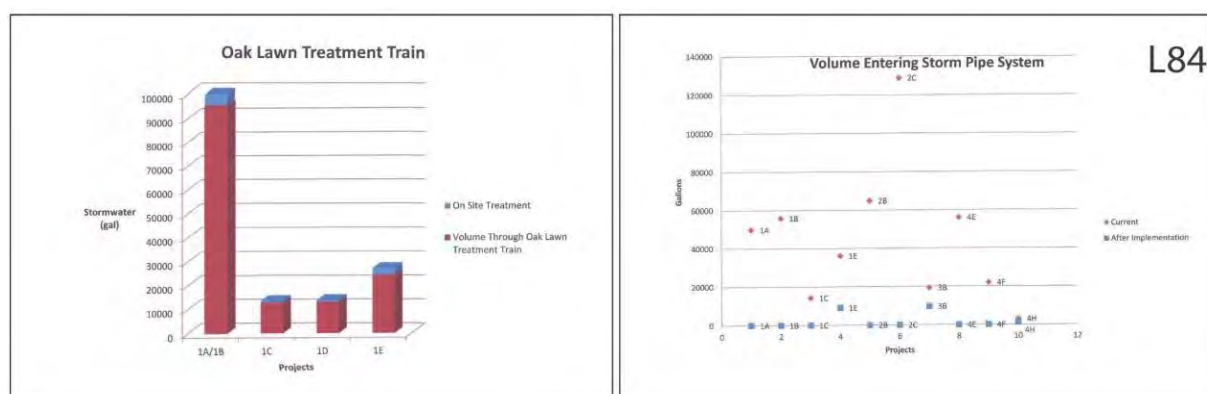 Oak Lawn Treatment Train
100000
90000
80000
70000
60000
50000
40000
30000
20000
10000
0
Stormwater
(gal)
1A/1B
1C
1D
1E
Projects
On Site Treatment
Volume Through Oak Lawn
Treatment Train
L84
Volume Entering Storm Pipe System
140000
120000
100000
80000
60000
40000
20000
0
Gallons
2C
2B
1B
1A
4E
1E
1C
3B
4F
4H
1A
1B
1C
1E
2B
2C
3B
4E
4F
4H
0
2
4
6
8
10
12
Projects
Current
After Implementation